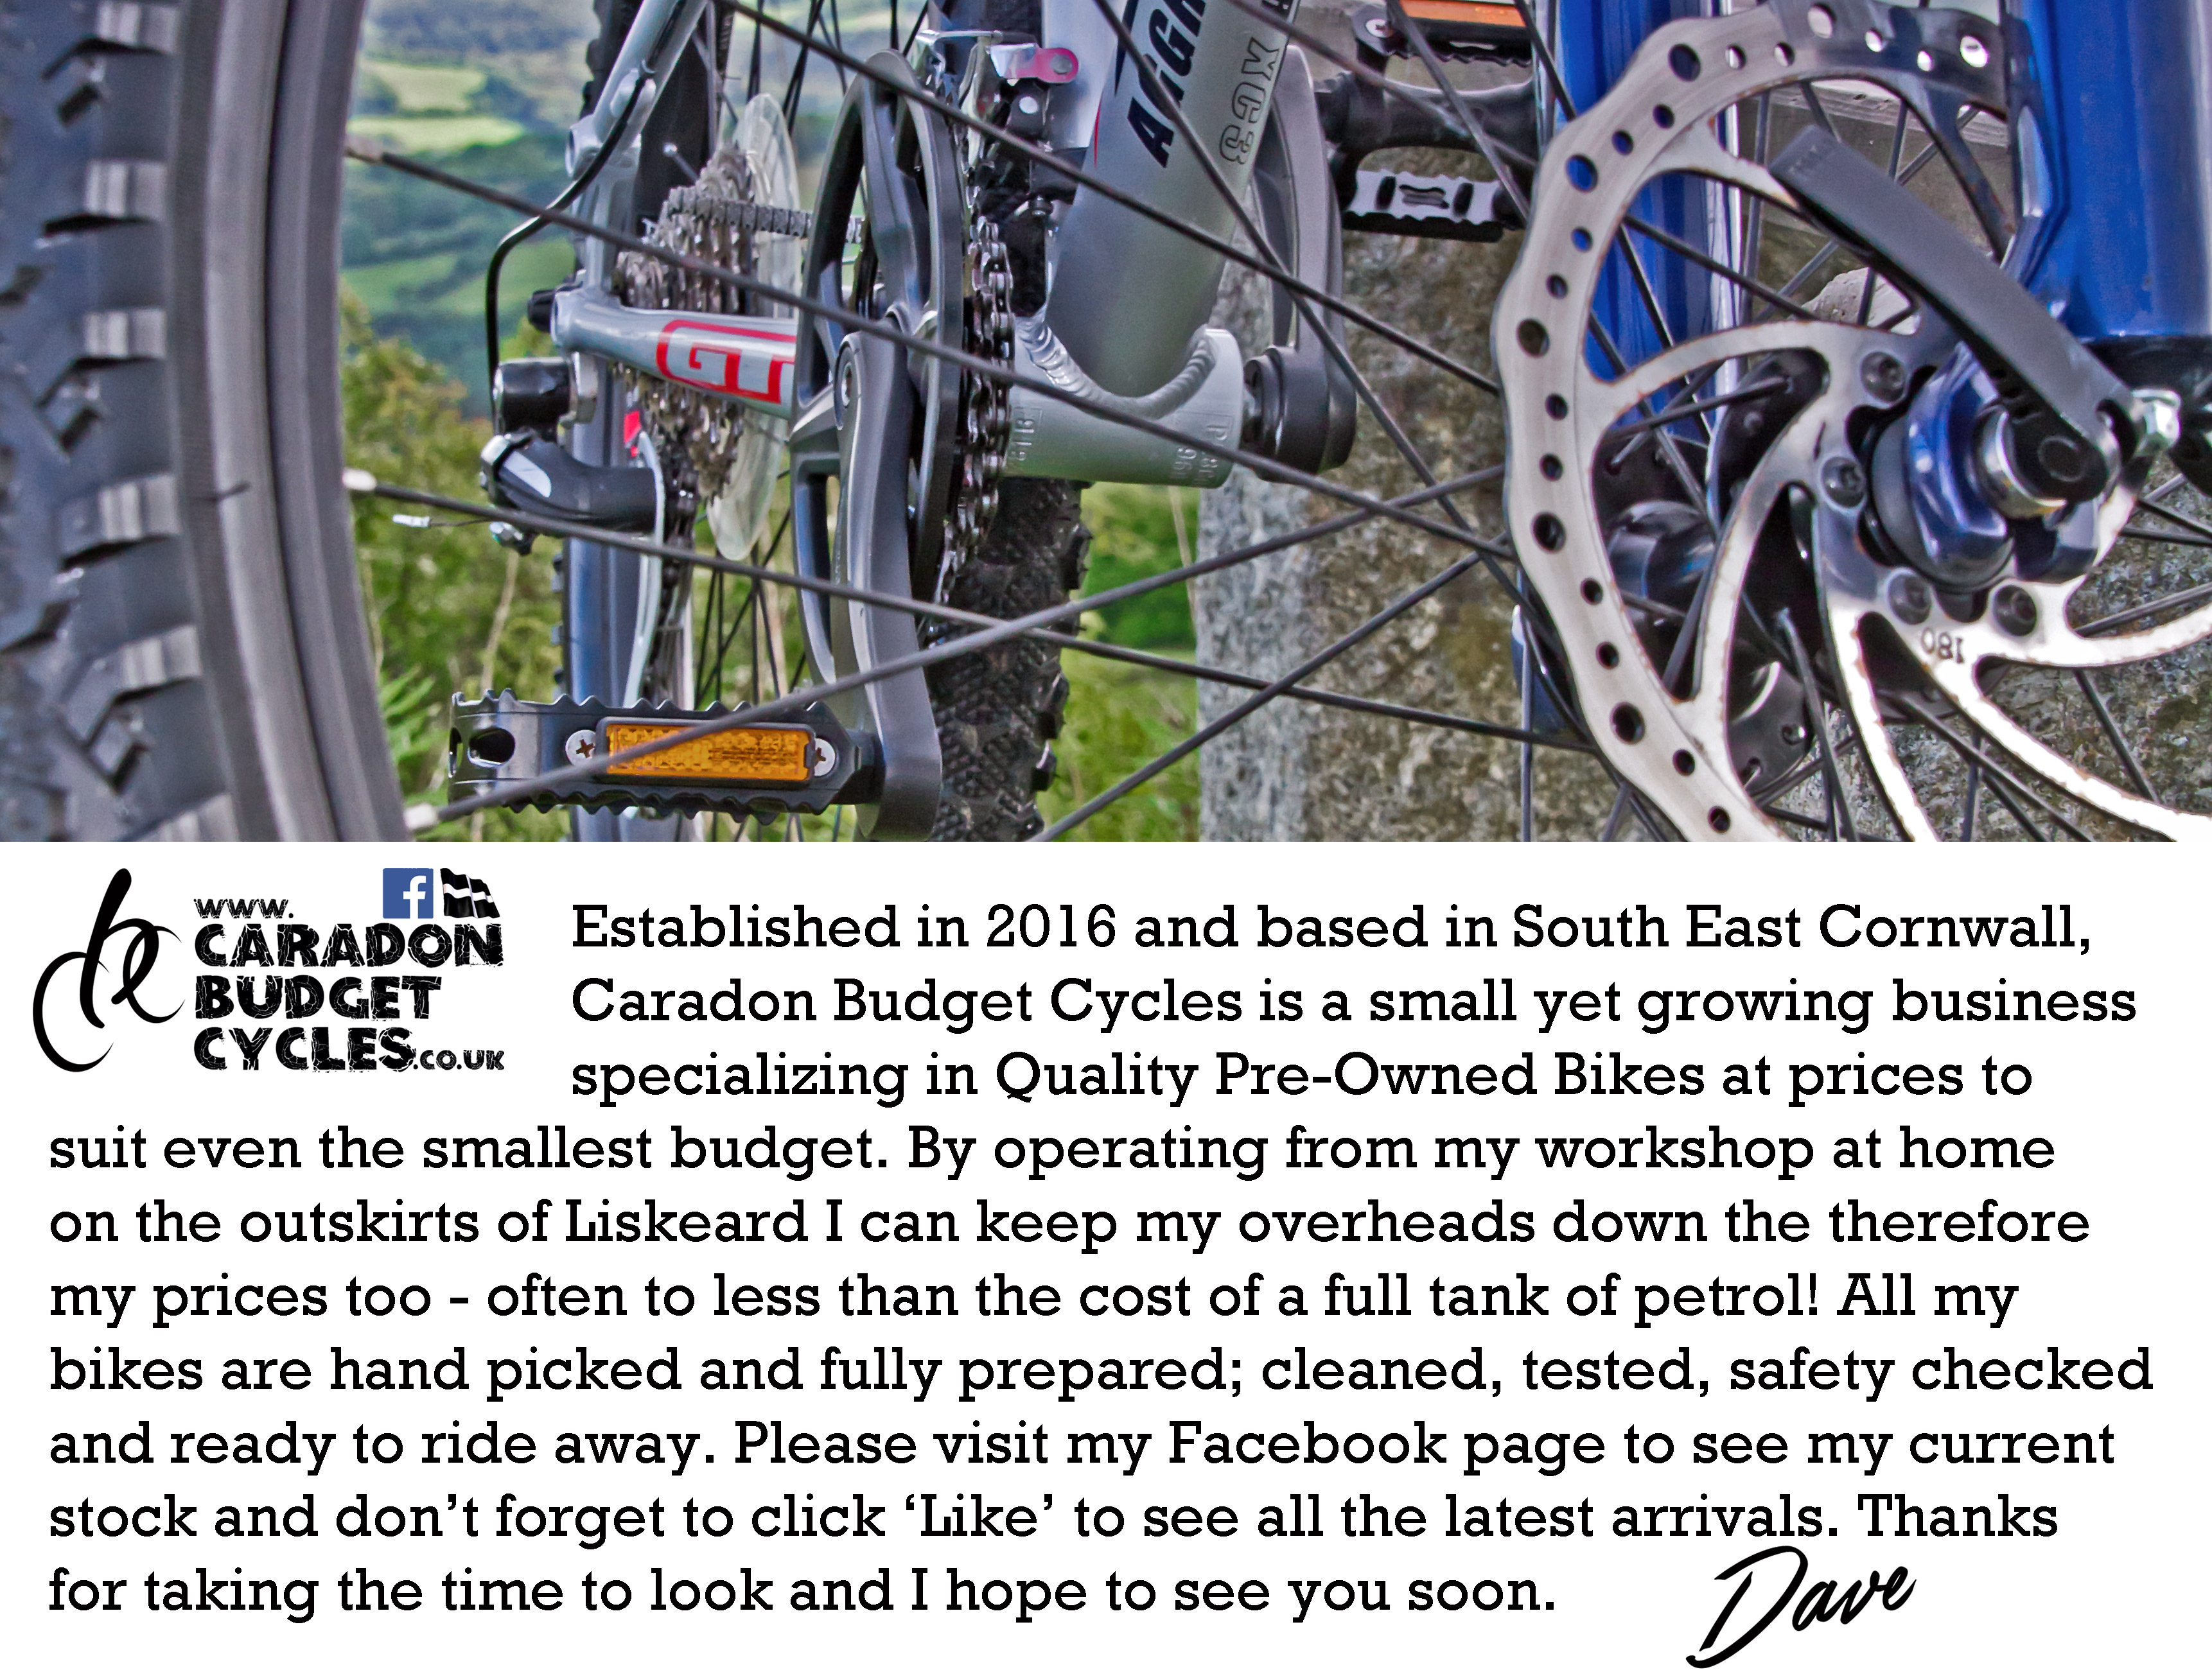 AGGR
XC3
GT
180
www.
CARADON
BUDGET
CYCLES.CO.UK
Established in 2016 and based in South East Cornwall,
Caradon Budget Cycles is a small yet growing business
specializing in Quality Pre-Owned Bikes at prices to
suit even the smallest budget. By operating from my workshop at home
on the outskirts of Liskeard I can keep my overheads down the therefore
my prices too - often to less than the cost of a full tank of petrol! All my
bikes are hand picked and fully prepared; cleaned, tested, safety checked
and ready to ride away. Please visit my Facebook page to see my current
stock and don’t forget to click ‘Like’ to see all the latest arrivals. Thanks
for taking the time to look and I hope to see you soon.
Dave